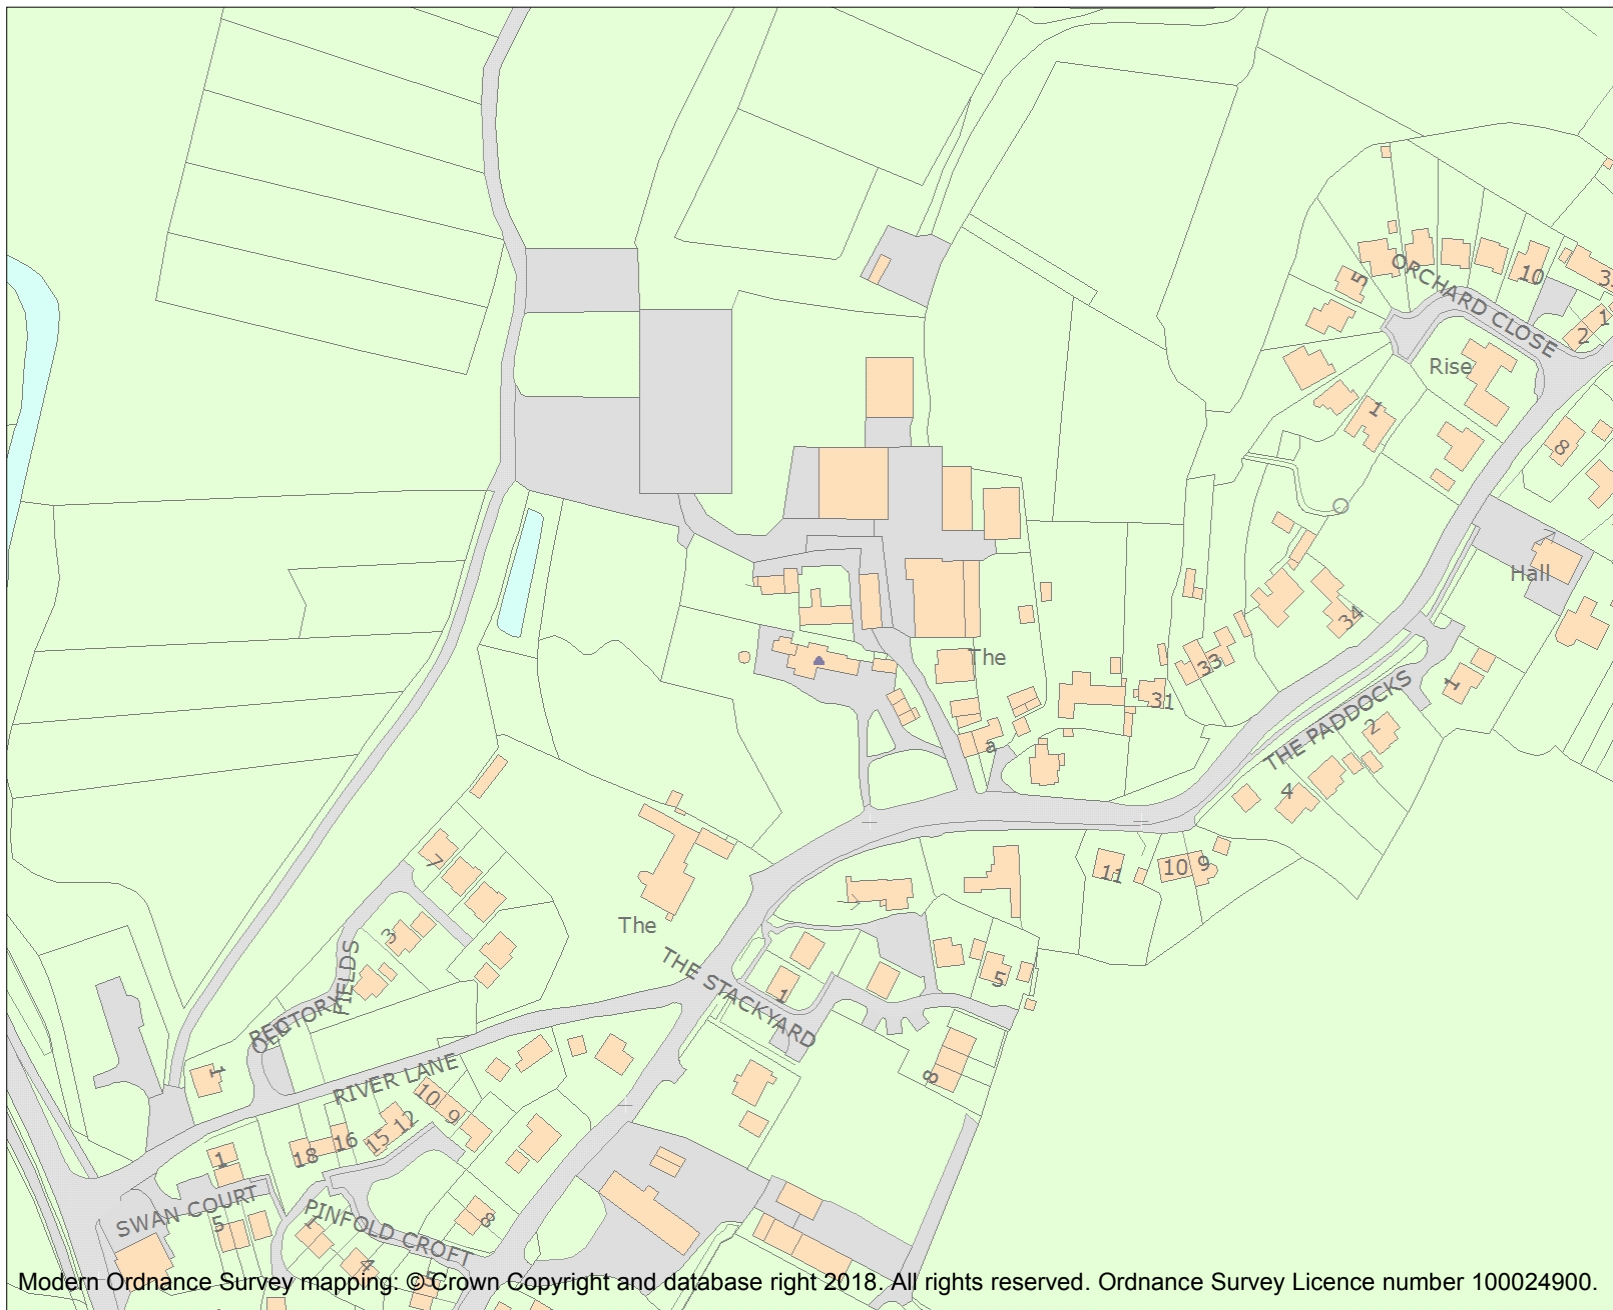 ORCHARD CLOSE
5
10
2
1
Rise
1
8
Hall
34
The
33
31
a
THE PADDOCKS
1
2
4
7
11
10
9
3
The
OLD RECTORY FIELDS
THE STACKYARD
1
5
8
1
RIVER LANE
10
9
12
15
16
18
1
SWAN COURT
5
PINFOLD CROFT
1
4
8
Modern Ordnance Survey mapping: © Crown Copyright and database right 2018. All rights reserved. Ordnance Survey Licence number 100024900.